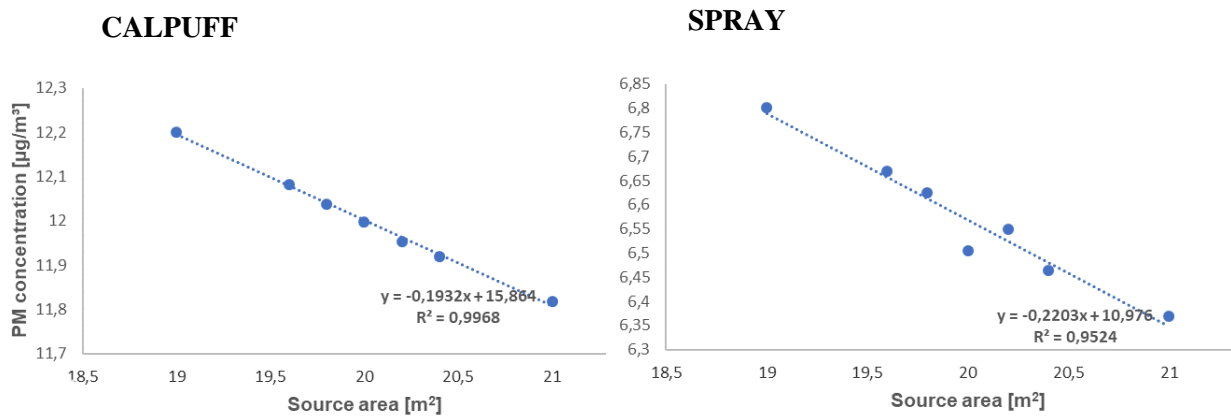 CALPUFF
PM concentration [µg/m³]
12,3
12,2
12,1
12
11,9
11,8
11,7
18,5 19 19,5 20 20,5 21
y = -0,1932x + 15,864
R² = 0,9968
Source area [m²]
SPRAY
6,85
6,8
6,75
6,7
6,65
6,6
6,55
6,5
6,45
6,4
6,35
6,3
18,5 19 19,5 20 20,5 21
y = -0,2203x + 10,976
R² = 0,9524
Source area [m²]